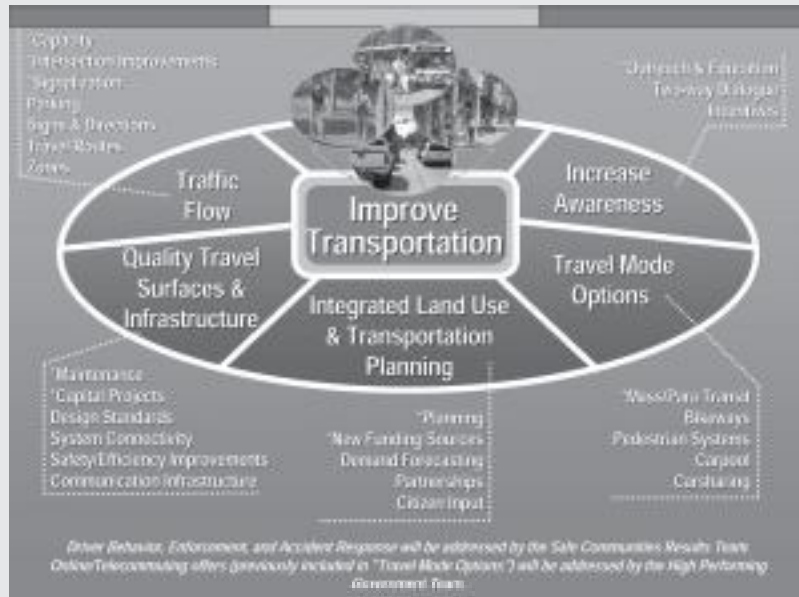 *Capacity
*Intersection Improvements
*Signalization
Parking
Signs & Directions
Travel Routes
Zones
*Outreach & Education
Two-way Dialogue
Incentives
Traffic
Flow
Improve
Transportation
Increase
Awareness
Quality Travel
Surfaces &
Infrastructure
Integrated Land Use
& Transportation
Planning
Travel Mode
Options
*Maintenance
*Capital Projects
Design Standards
System Connectivity
Safety/Efficiency Improvements
Communication Infrastructure
*Planning
*New Funding Sources
Demand Forecasting
Partnerships
Citizen Input
*Mass/Para Transit
Bikeways
Pedestrian Systems
Carpool
Carsharing
Driver Behavior, Enforcement, and Accident Response will be addressed by the Safe Communities Results Team
Online/Telecommuting offers (previously included in "Travel Mode Options") will be addressed by the High Performing
Government Team